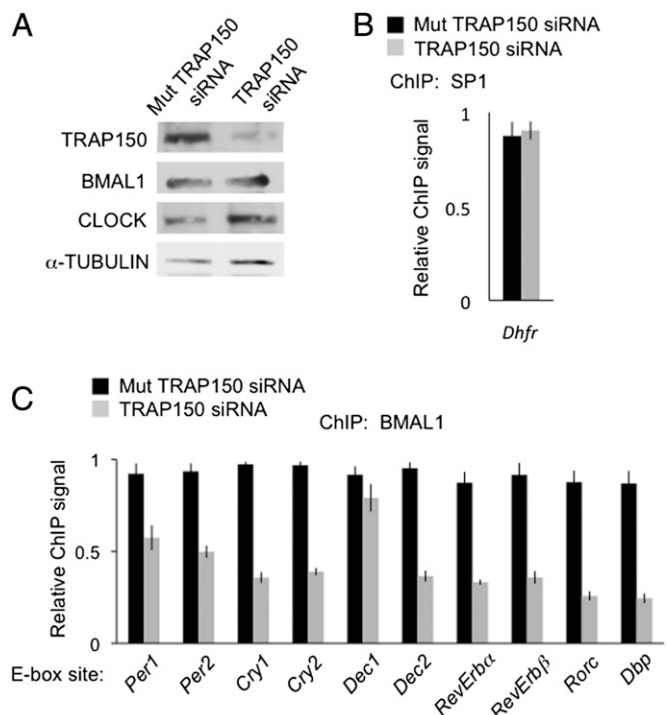 A
Mut TRAP150 siRNA
TRAP150 siRNA
TRAP150
BMAL1
CLOCK
α-TUBULIN
B
Mut TRAP150 siRNA
TRAP150 siRNA
ChIP: SP1
Relative ChIP signal
1
0.5
0
Dhfr
C
Mut TRAP150 siRNA
TRAP150 siRNA
ChIP: BMAL1
Relative ChIP signal
1
0.5
0
E-box site: Per1 Per2 Cry1 Cry2 Dec1 Dec2 RevErbα RevErbβ Rorc Dbp